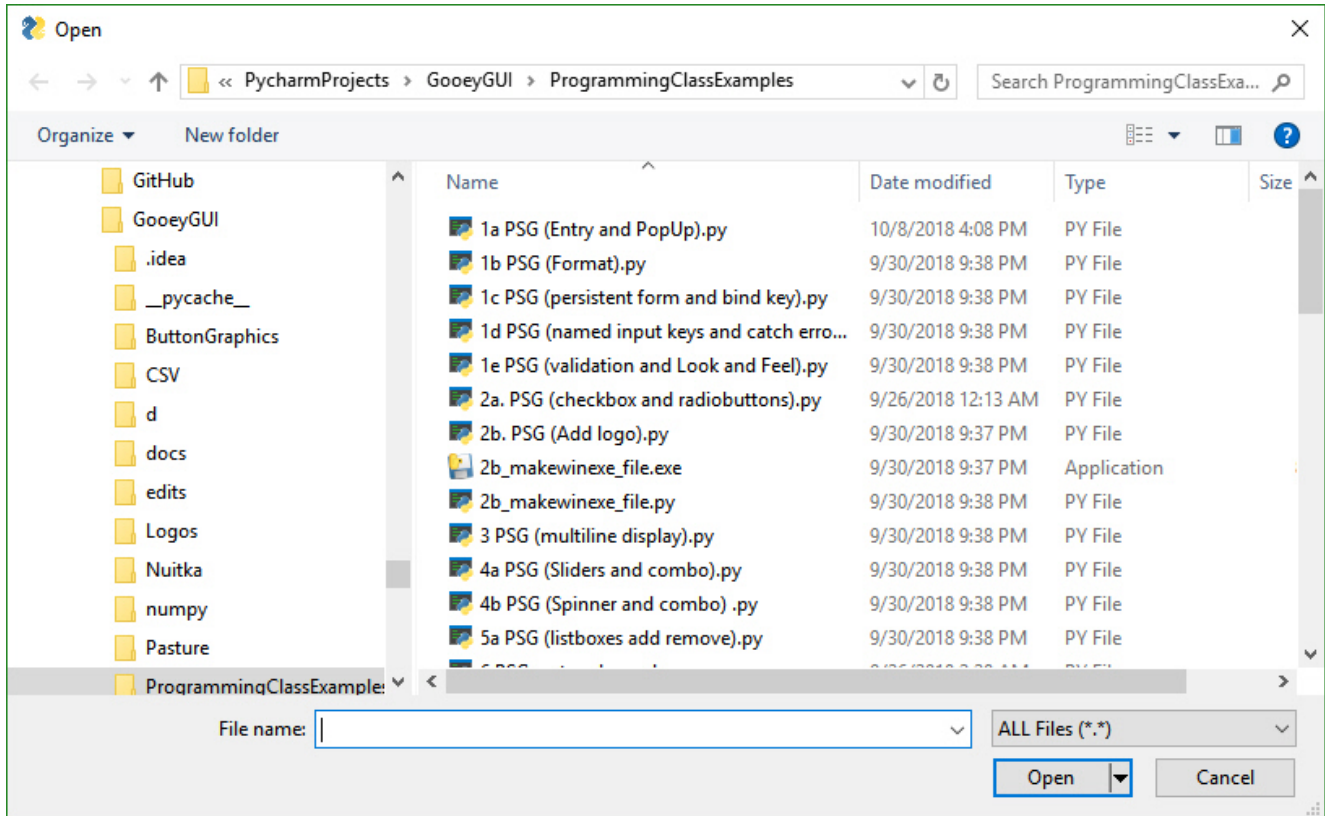 Open
« PycharmProjects > GooeyGUI > ProgrammingClassExamples
Search ProgrammingClassExa...
Organize
New folder
GitHub
GooeyGUI
.idea
__pycache__
ButtonGraphics
CSV
d
docs
edits
Logos
Nuitka
numpy
Pasture
ProgrammingClassExamples
Name Date modified Type Size
1a PSG (Entry and PopUp).py 10/8/2018 4:08 PM PY File
1b PSG (Format).py 9/30/2018 9:38 PM PY File
1c PSG (persistent form and bind key).py 9/30/2018 9:38 PM PY File
1d PSG (named input keys and catch erro... 9/30/2018 9:38 PM PY File
1e PSG (validation and Look and Feel).py 9/30/2018 9:38 PM PY File
2a. PSG (checkbox and radiobuttons).py 9/26/2018 12:13 AM PY File
2b. PSG (Add logo).py 9/30/2018 9:37 PM PY File
2b_makewinexe_file.exe 9/30/2018 9:37 PM Application
2b_makewinexe_file.py 9/30/2018 9:38 PM PY File
3 PSG (multiline display).py 9/30/2018 9:38 PM PY File
4a PSG (Sliders and combo).py 9/30/2018 9:38 PM PY File
4b PSG (Spinner and combo) .py 9/30/2018 9:38 PM PY File
5a PSG (listboxes add remove).py 9/30/2018 9:38 PM PY File
File name:
ALL Files (*.*)
Open
Cancel